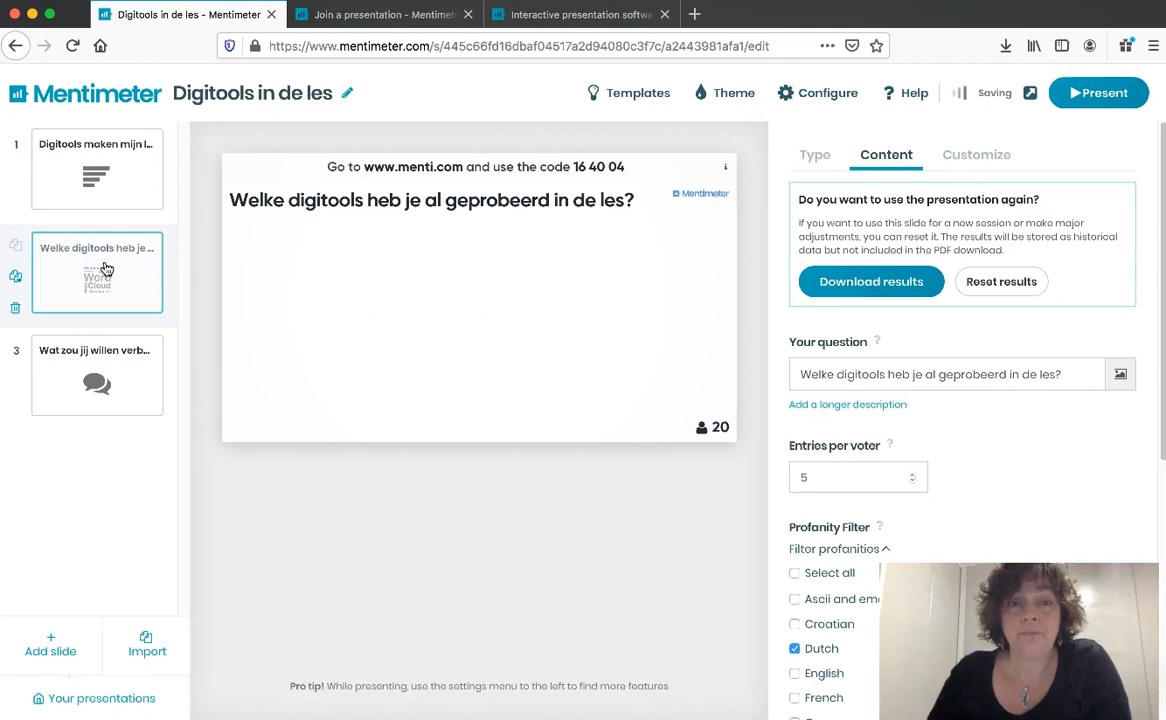 Digitools in de les - Mentimeter
Join a presentation - Mentimete
Interactive presentation softwa
https://www.mentimeter.com/s/445c66fd16dbaf04517a2d94080c3f7c/a2443981afa1/edit
Mentimeter
Digitools in de les
Templates
Theme
Configure
? Help
Saving
Present
1
Digitools maken mijn l...
Welke digitools heb je ...
Word
Cloud
3
Wat zou jij willen verb...
+
Add slide
Import
Your presentations
Go to www.menti.com and use the code 16 40 04
i
Welke digitools heb je al geprobeerd in de les?
Mentimeter
20
Pro tip! While presenting, use the settings menu to the left to find more features
Type
Content
Customize
Do you want to use the presentation again?
If you want to use this slide for a new session or make major
adjustments, you can reset it. The results will be stored as historical
data but not included in the PDF download.
Download results
Reset results
Your question ?
Welke digitools heb je al geprobeerd in de les?
Add a longer description
Entries per voter ?
5
Profanity Filter ?
Filter profanities
Select all
Ascii and em
Croatian
Dutch
English
French